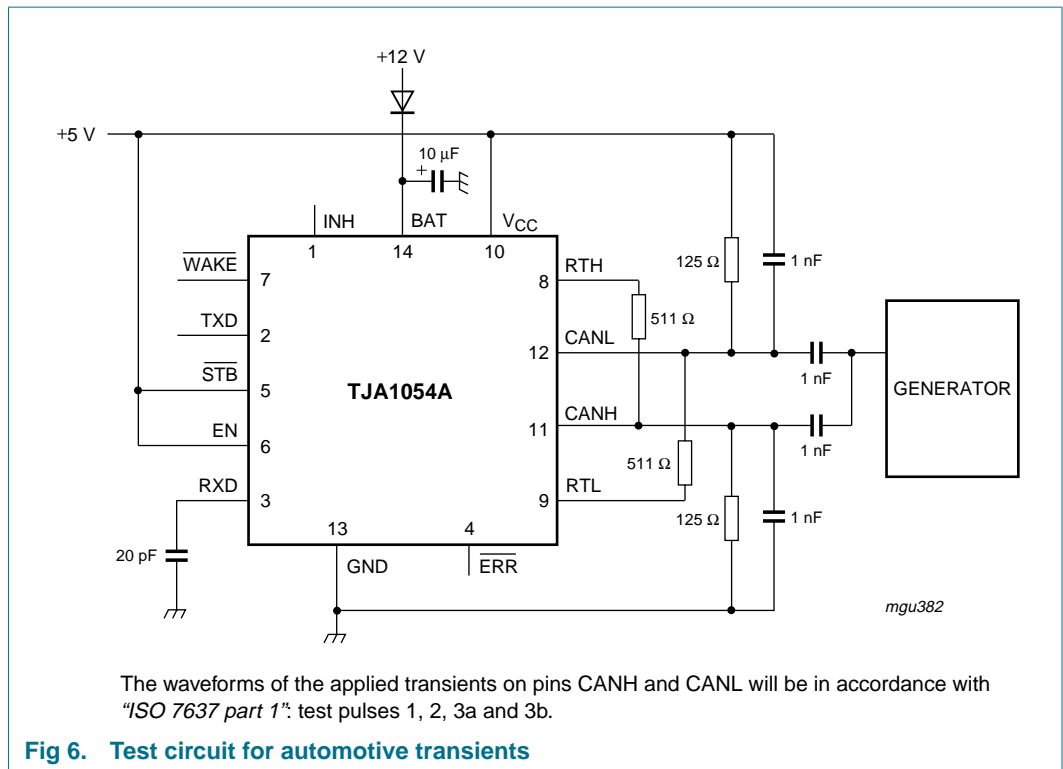 +12 V
+5 V
10 µF
+
INH
BAT
VCC
1
14
10
125 Ω
1 nF
WAKE
7
RTH
8
TXD
2
511 Ω
CANL
12
1 nF
STB
5
TJA1054A
GENERATOR
EN
6
CANH
11
1 nF
511 Ω
RXD
3
RTL
9
125 Ω
1 nF
13
4
20 pF
GND
ERR
mgu382
The waveforms of the applied transients on pins CANH and CANL will be in accordance with
"ISO 7637 part 1": test pulses 1, 2, 3a and 3b.
Fig 6. Test circuit for automotive transients